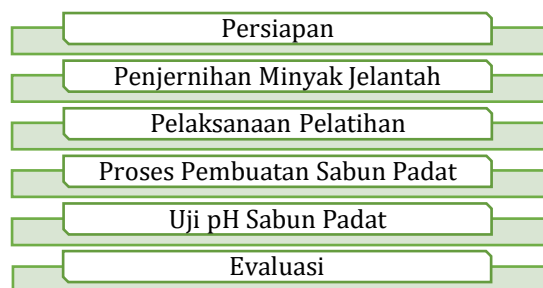 Persiapan
Penjernihan Minyak Jelantah
Pelaksanaan Pelatihan
Proses Pembuatan Sabun Padat
Uji pH Sabun Padat
Evaluasi